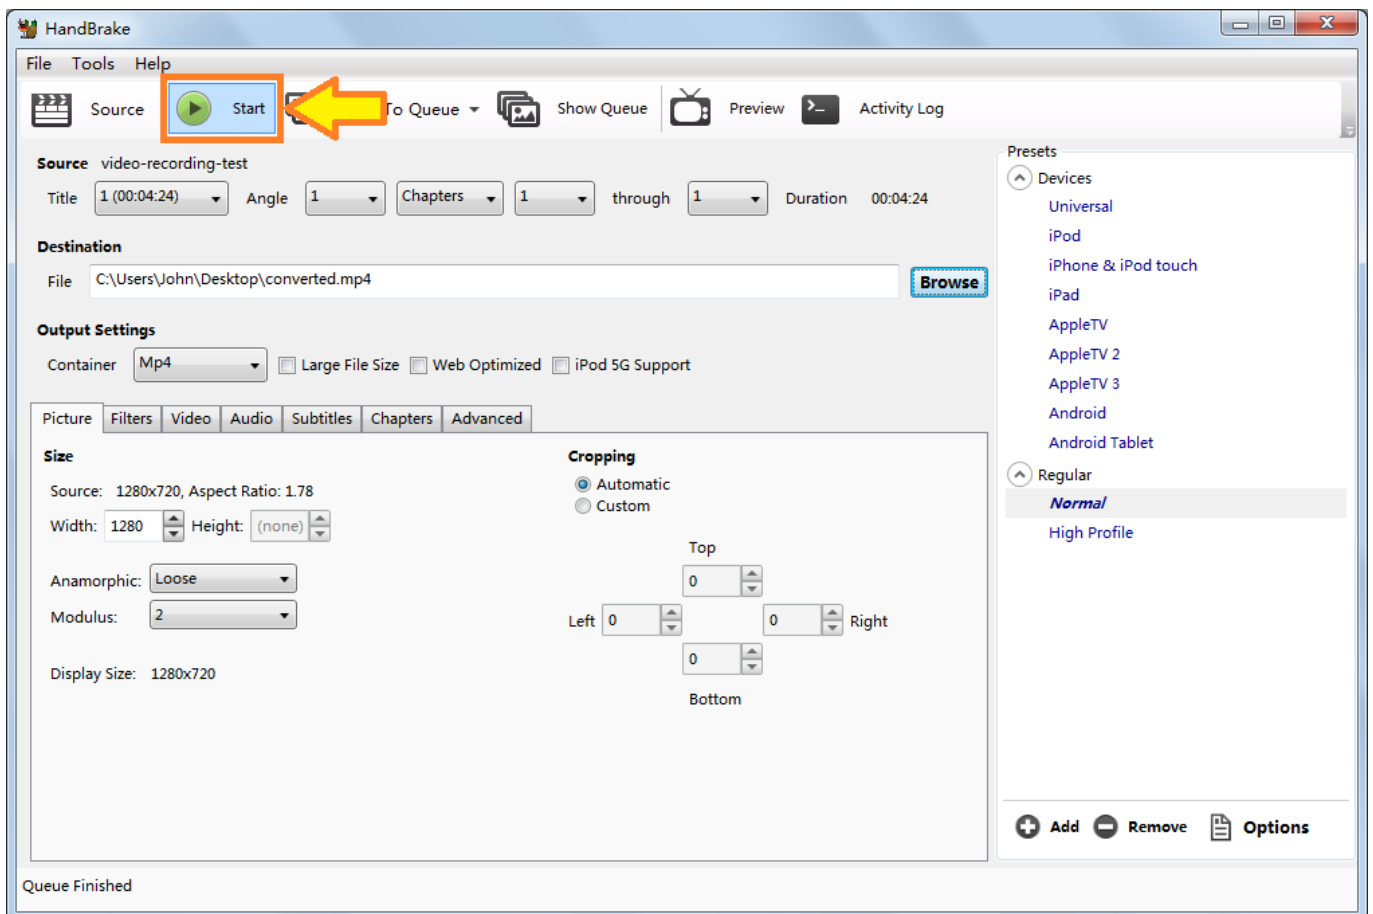 HandBrake
File Tools Help
Source Start To Queue Show Queue Preview Activity Log
Source video-recording-test
Title 1 (00:04:24) Angle 1 Chapters 1 through 1 Duration 00:04:24
Destination
File C:\Users\John\Desktop\converted.mp4 Browse
Output Settings
Container Mp4 Large File Size Web Optimized iPod 5G Support
Picture Filters Video Audio Subtitles Chapters Advanced
Size
Source: 1280x720, Aspect Ratio: 1.78
Width: 1280 Height: (none)
Anamorphic: Loose
Modulus: 2
Display Size: 1280x720
Cropping
Automatic
Custom
Top
0
Left 0 0 Right
0
Bottom
Presets
Devices
Universal
iPod
iPhone & iPod touch
iPad
AppleTV
AppleTV 2
AppleTV 3
Android
Android Tablet
Regular
Normal
High Profile
Add Remove Options
Queue Finished